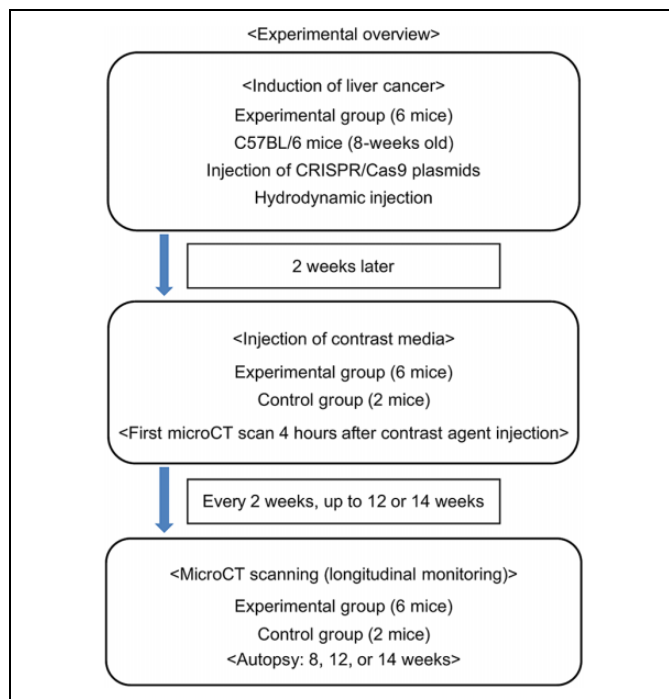 <Experimental overview>
<Induction of liver cancer>
Experimental group (6 mice)
C57BL/6 mice (8-weeks old)
Injection of CRISPR/Cas9 plasmids
Hydrodynamic injection
2 weeks later
<Injection of contrast media>
Experimental group (6 mice)
Control group (2 mice)
<First microCT scan 4 hours after contrast agent injection>
Every 2 weeks, up to 12 or 14 weeks
<MicroCT scanning (longitudinal monitoring)>
Experimental group (6 mice)
Control group (2 mice)
<Autopsy: 8, 12, or 14 weeks>